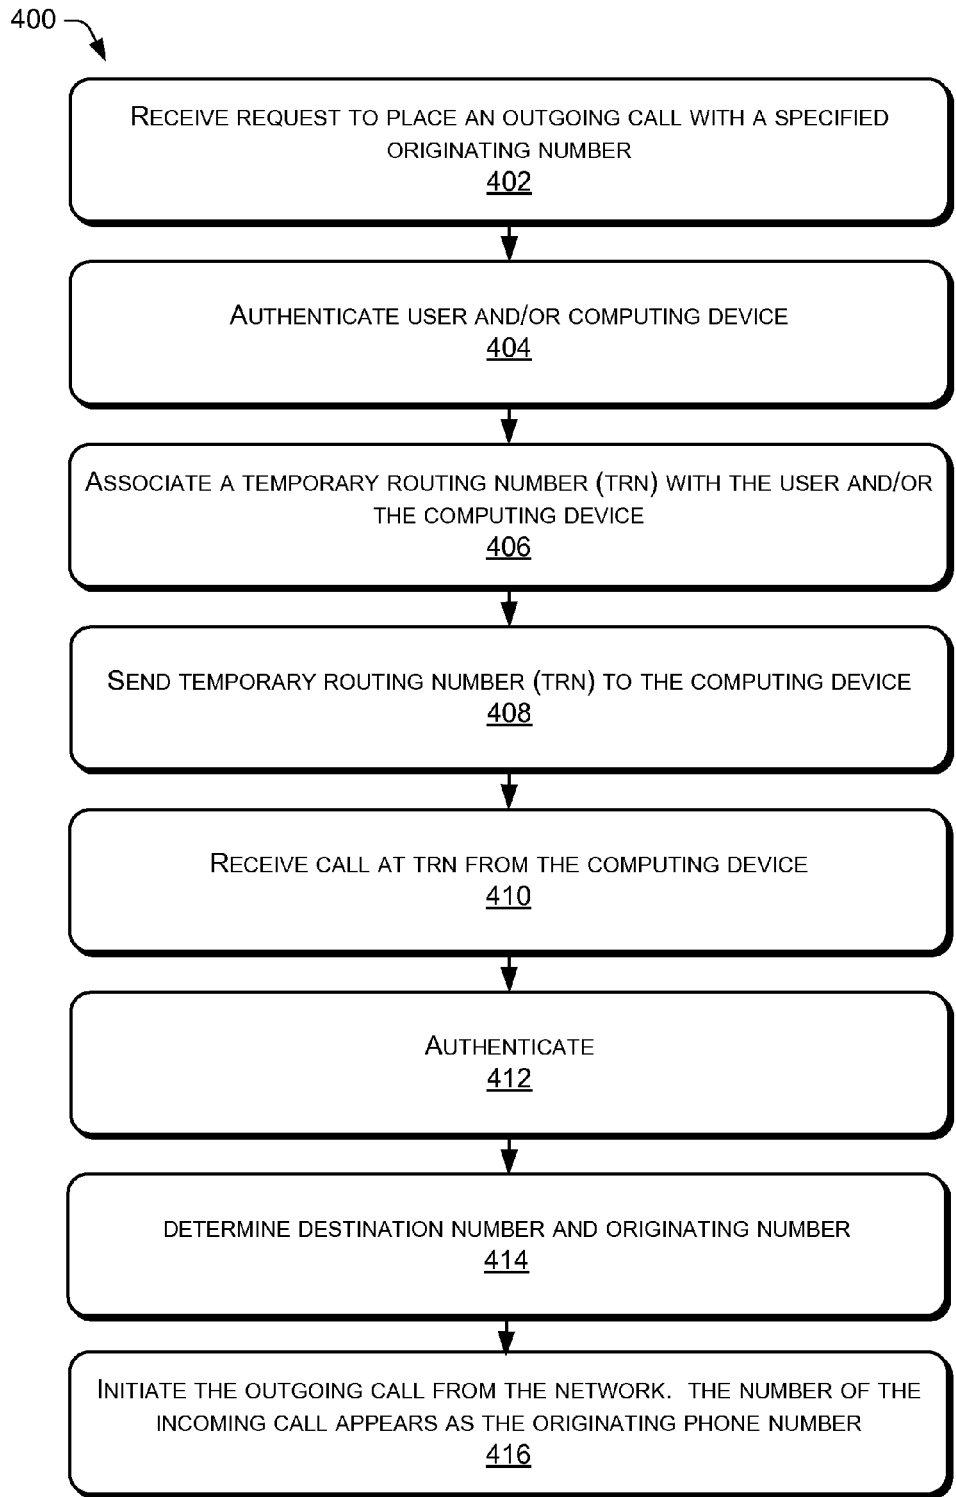 400
RECEIVE REQUEST TO PLACE AN OUTGOING CALL WITH A SPECIFIED
ORIGINATING NUMBER
402
AUTHENTICATE USER AND/OR COMPUTING DEVICE
404
ASSOCIATE A TEMPORARY ROUTING NUMBER (TRN) WITH THE USER AND/OR
THE COMPUTING DEVICE
406
SEND TEMPORARY ROUTING NUMBER (TRN) TO THE COMPUTING DEVICE
408
RECEIVE CALL AT TRN FROM THE COMPUTING DEVICE
410
AUTHENTICATE
412
DETERMINE DESTINATION NUMBER AND ORIGINATING NUMBER
414
INITIATE THE OUTGOING CALL FROM THE NETWORK. THE NUMBER OF THE
INCOMING CALL APPEARS AS THE ORIGINATING PHONE NUMBER
416